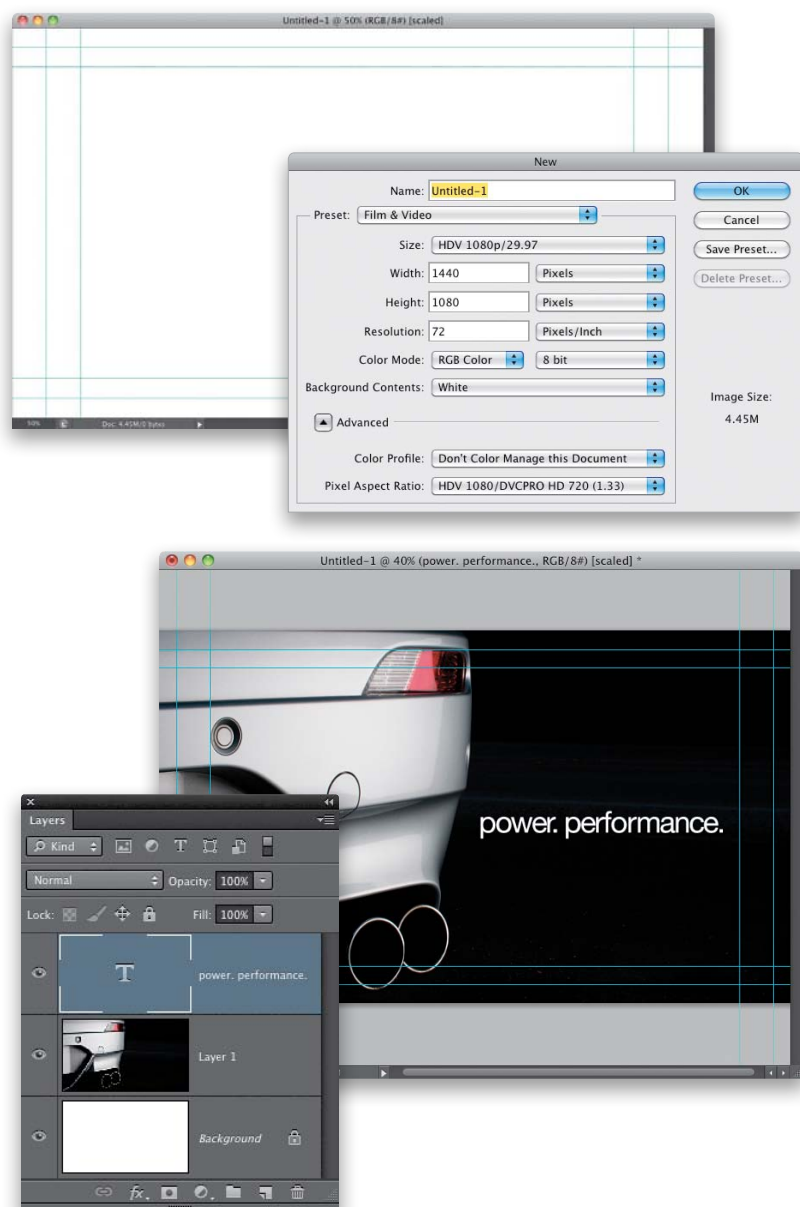 Untitled-1 @ 50% (RGB/8#) [scaled]
50%
Doc: 4.45M/0 bytes
New
Name: Untitled-1
OK
Preset: Film & Video
Cancel
Size: HDV 1080p/29.97
Save Preset...
Width: 1440 Pixels
Delete Preset...
Height: 1080 Pixels
Resolution: 72 Pixels/Inch
Color Mode: RGB Color 8 bit
Background Contents: White
Image Size:
4.45M
Advanced
Color Profile: Don't Color Manage this Document
Pixel Aspect Ratio: HDV 1080/DVCPRO HD 720 (1.33)
Untitled-1 @ 40% (power. performance., RGB/8#) [scaled] *
power. performance.
Layers
Kind
T
Normal Opacity: 100%
Lock: Fill: 100%
T power. performance.
Layer 1
Background
fx.